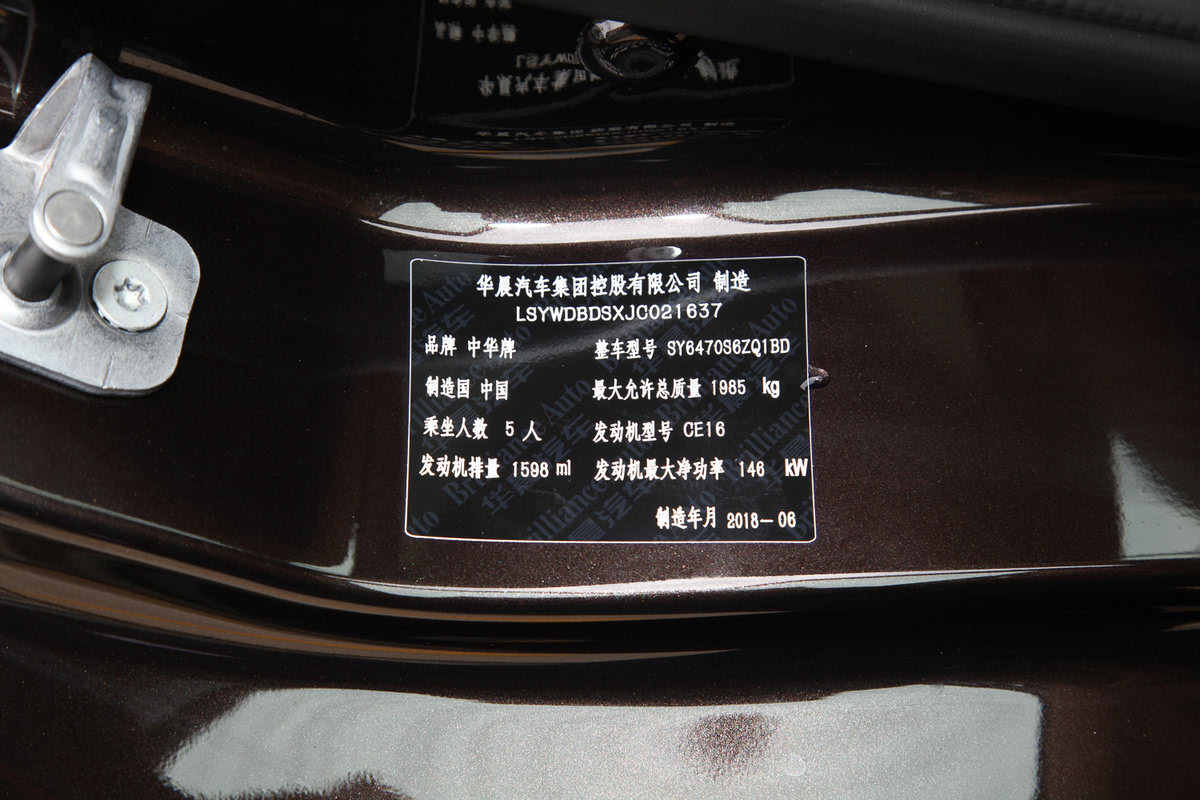 华晨汽车集团控股有限公司 制造
LSYWDBDSXJC021637
品牌 中华牌 整车型号 SY6470S6ZQ1BD
制造国 中国 最大允许总质量 1985 kg
乘坐人数 5 人 发动机型号 CE16
发动机排量 1598 ml 发动机最大净功率 146 kW
制造年月 2018-06